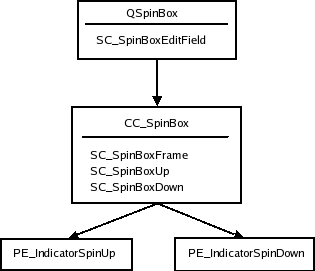 QSpinBox
SC_SpinBoxEditField
CC_SpinBox
SC_SpinBoxFrame
SC_SpinBoxUp
SC_SpinBoxDown
PE_IndicatorSpinUp
PE_IndicatorSpinDown